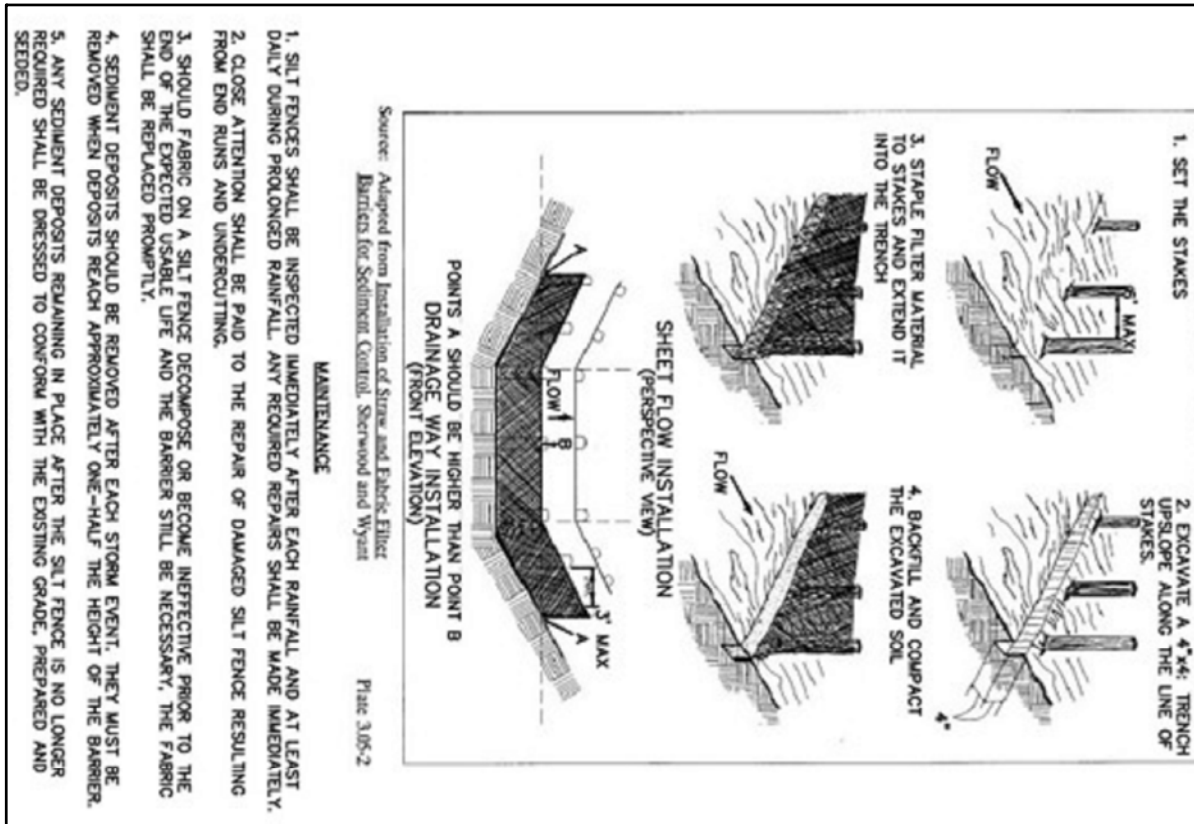 1. SET THE STAKES
FLOW
6' MAX
2. EXCAVATE A 4"x4: TRENCH
UPSLOPE ALONG THE LINE OF
STAKES.
4"
3. STAPLE FILTER MATERIAL
TO STAKES AND EXTEND IT
INTO THE TRENCH
4. BACKFILL AND COMPACT
THE EXCAVATED SOIL
FLOW
SHEET FLOW INSTALLATION
(PERSPECTIVE VIEW)
3' MAX
A
FLOW
B
A
POINTS A SHOULD BE HIGHER THAN POINT B
DRAINAGE WAY INSTALLATION
(FRONT ELEVATION)
Source: Adapted from Installation of Straw and Fabric Filter
Barriers for Sediment Control, Sherwood and Wyant
Plate 3.05-2
MAINTENANCE
1. SILT FENCES SHALL BE INSPECTED IMMEDIATELY AFTER EACH RAINFALL AND AT LEAST
DAILY DURING PROLONGED RAINFALL. ANY REQUIRED REPAIRS SHALL BE MADE IMMEDIATELY.
2. CLOSE ATTENTION SHALL BE PAID TO THE REPAIR OF DAMAGED SILT FENCE RESULTING
FROM END RUNS AND UNDERCUTTING.
3. SHOULD FABRIC ON A SILT FENCE DECOMPOSE OR BECOME INEFFECTIVE PRIOR TO THE
END OF THE EXPECTED USABLE LIFE AND THE BARRIER STILL BE NECESSARY, THE FABRIC
SHALL BE REPLACED PROMPTLY.
4. SEDIMENT DEPOSITS SHOULD BE REMOVED AFTER EACH STORM EVENT. THEY MUST BE
REMOVED WHEN DEPOSITS REACH APPROXIMATELY ONE-HALF THE HEIGHT OF THE BARRIER.
5. ANY SEDIMENT DEPOSITS REMAINING IN PLACE AFTER THE SILT FENCE IS NO LONGER
REQUIRED SHALL BE DRESSED TO CONFORM WITH THE EXISTING GRADE, PREPARED AND
SEEDED.